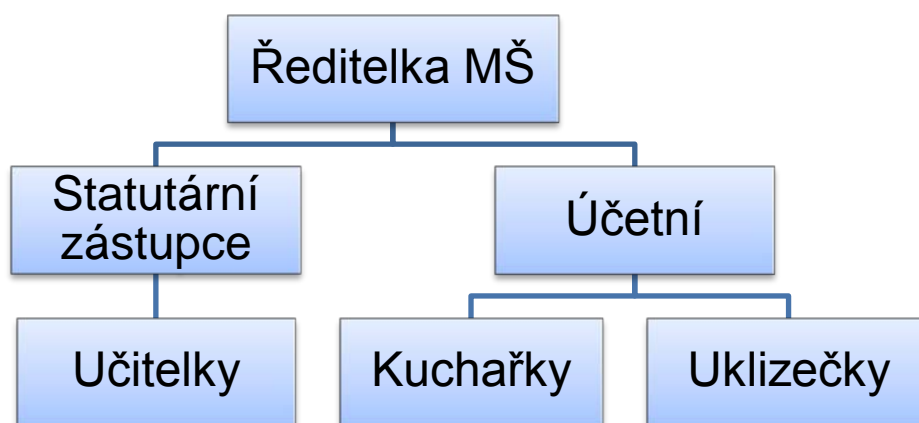 Ředitelka MŠ
Statutární
zástupce
Účetní
Učitelky
Kuchařky
Uklizečky